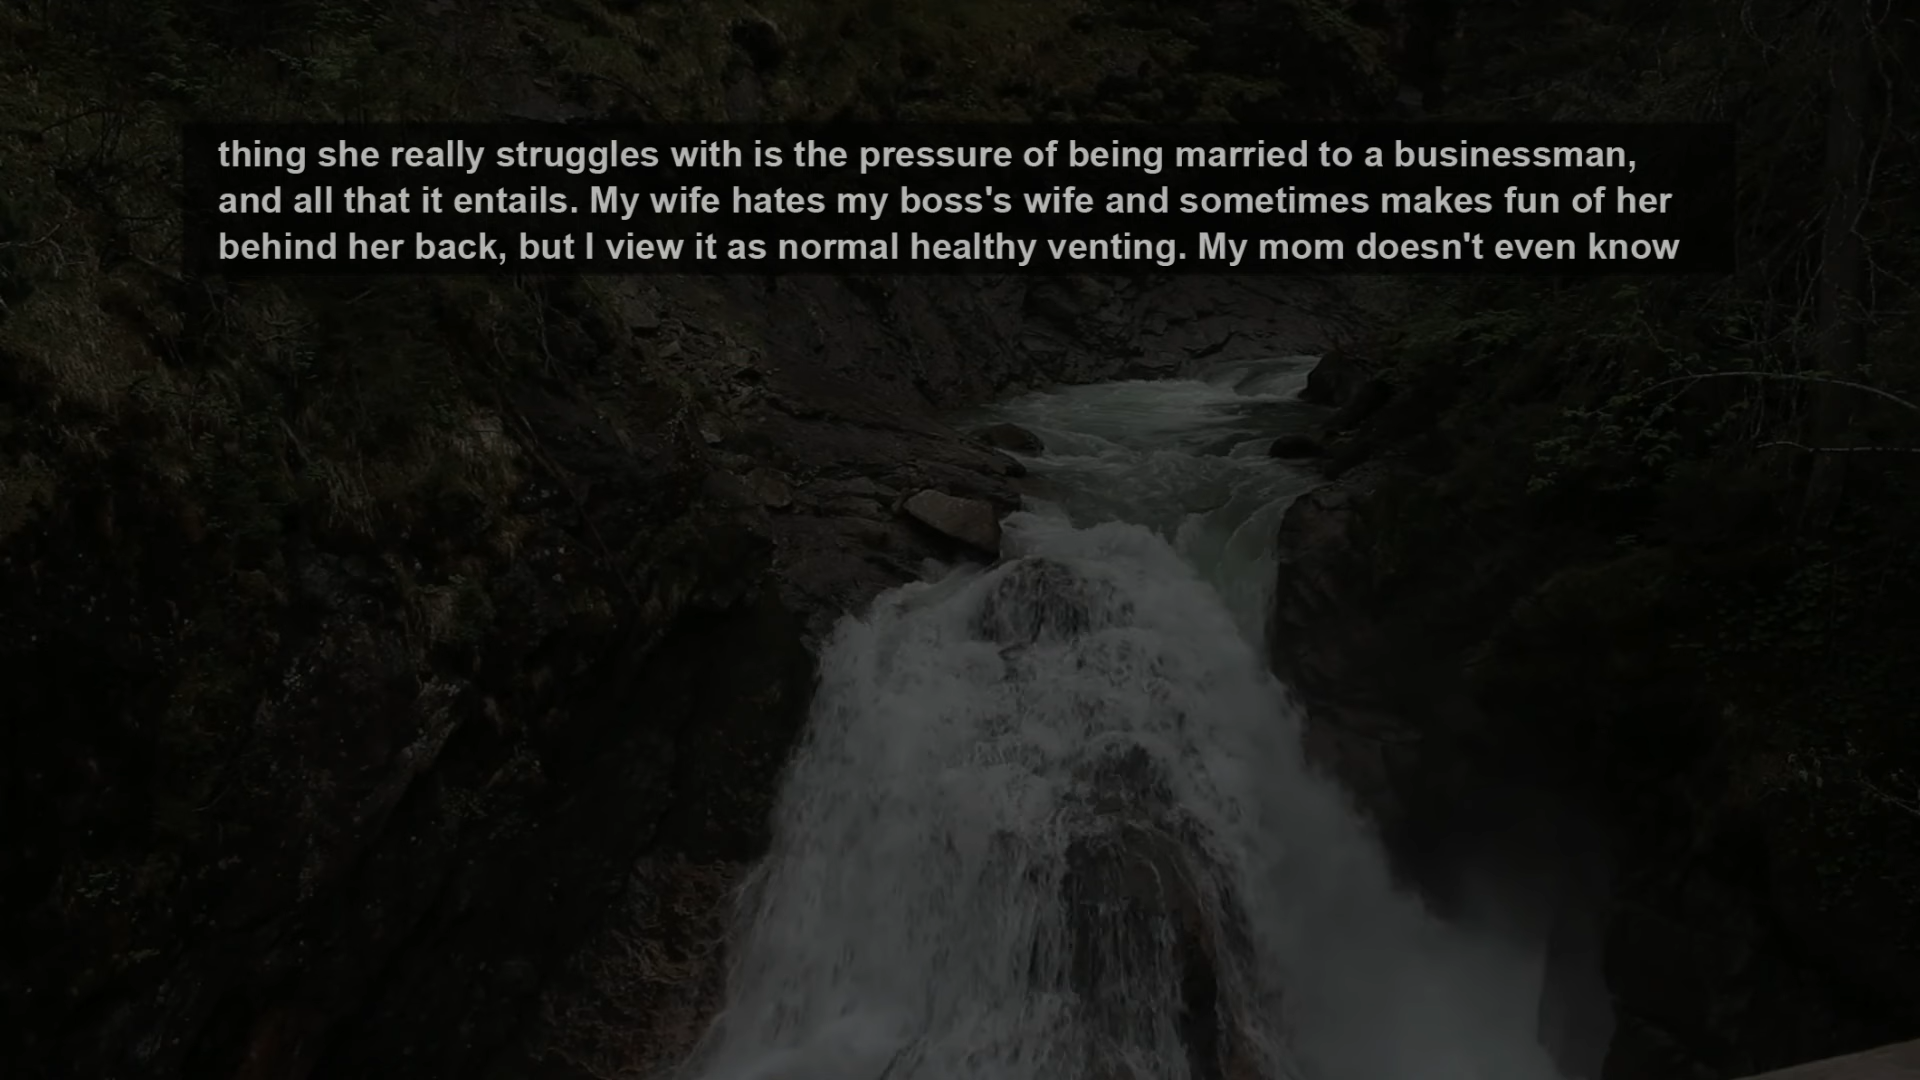 thing she really struggles with is the pressure of being married to a businessman,
and all that it entails. My wife hates my boss's wife and sometimes makes fun of her
behind her back, but I view it as normal healthy venting. My mom doesn't even know